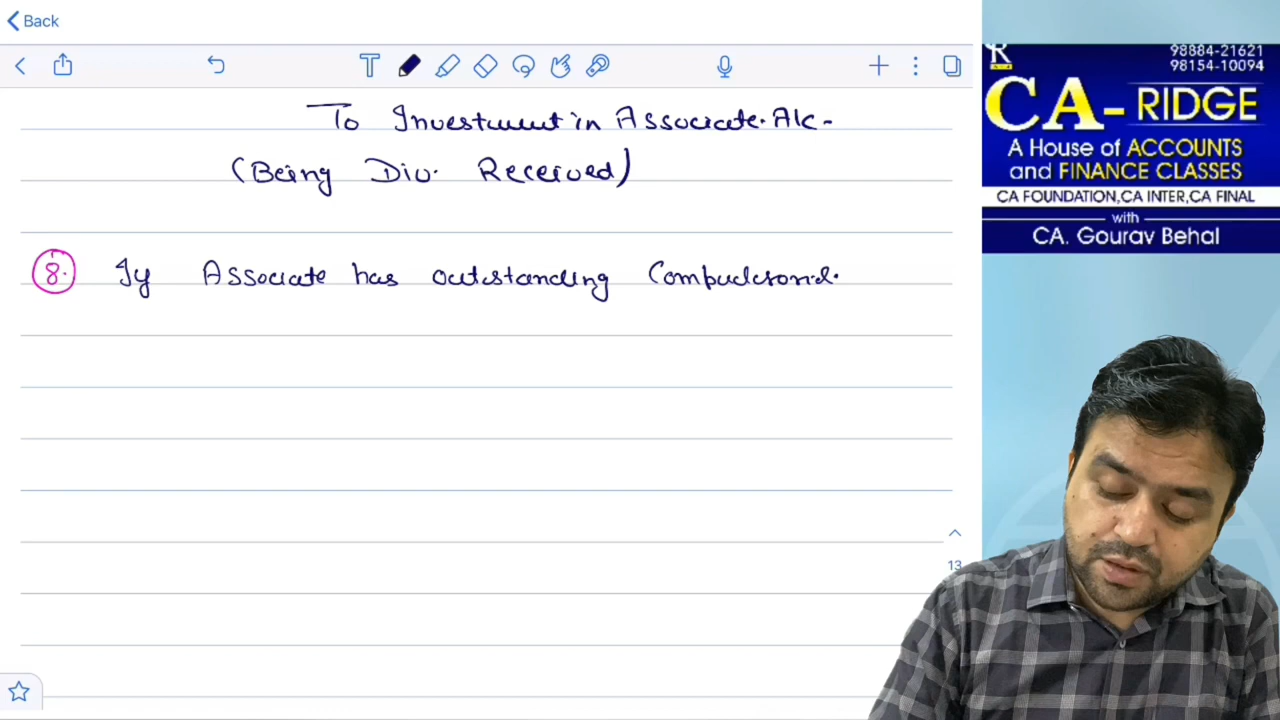 Back
To Investment in Associate A/c -
(Being Div. Received)
8. If Associate has outstanding
13
R
98884-21621
98154-10094
CA-RIDGE
A House of ACCOUNTS
and FINANCE CLASSES
CA FOUNDATION,CA INTER,CA FINAL
with
CA. Gourav Behal